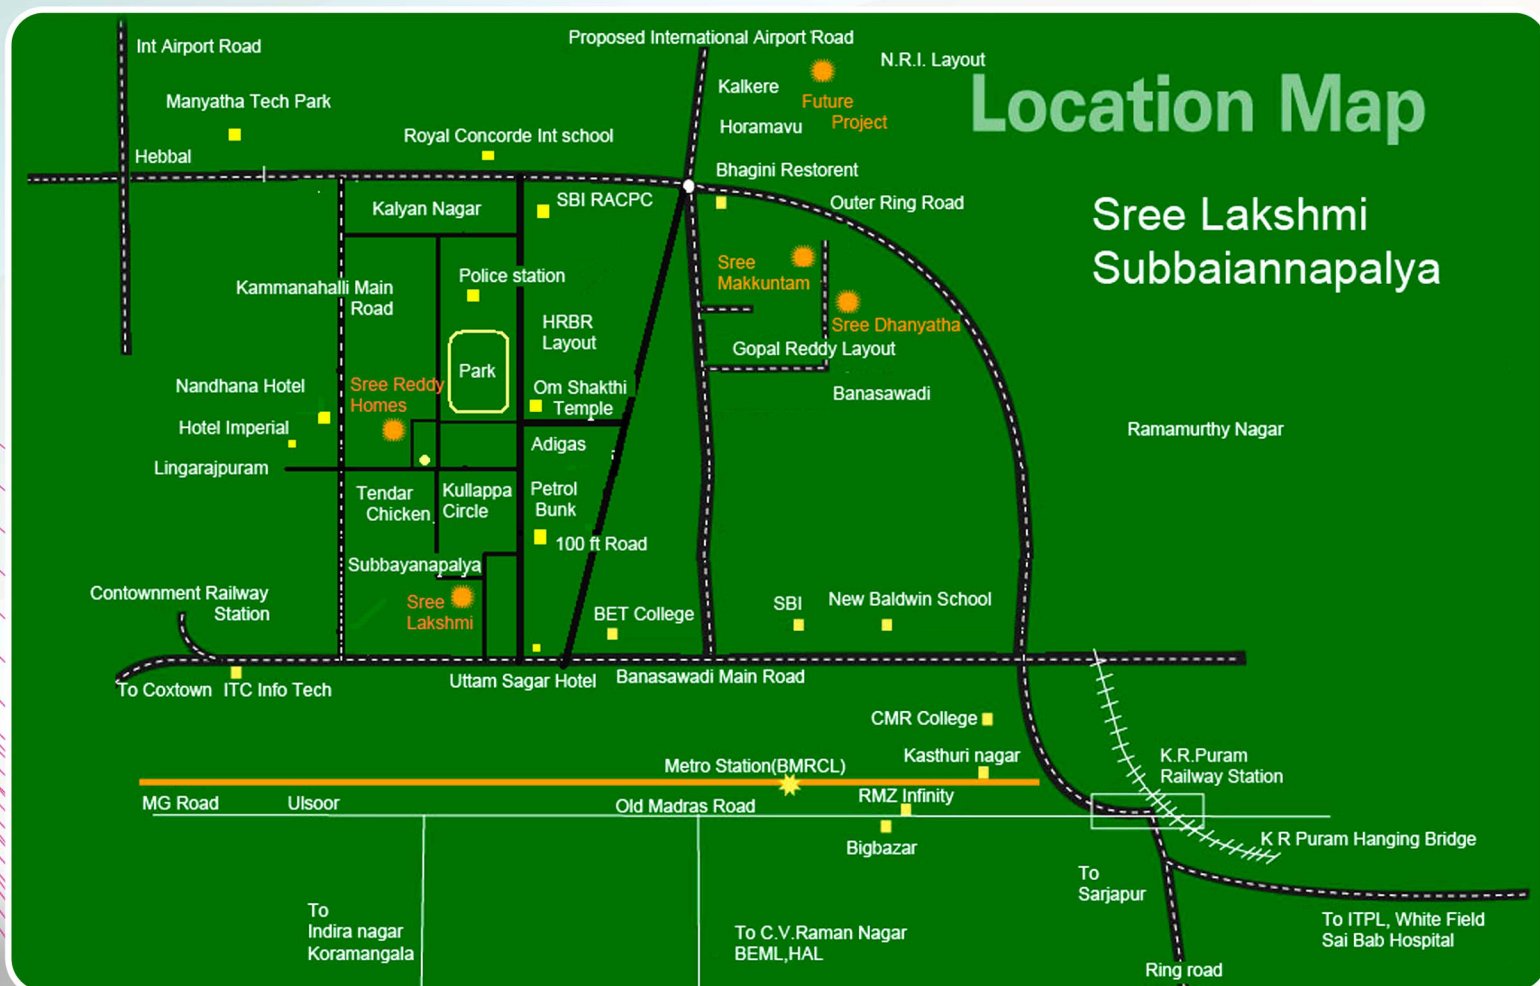 Proposed International Airport Road
Int Airport Road
N.R.I. Layout
Kalkere
Manyatha Tech Park
Future
Project
Location Map
Horamavu
Royal Concorde Int school
Hebbal
Bhagini Restorent
SBI RACPC
Kalyan Nagar
Outer Ring Road
Sree Lakshmi
Subbaiannapalya
Sree
Makkuntam
Police station
Kammanahalli Main
Road
HRBR
Layout
Sree Dhanyatha
Gopal Reddy Layout
Park
Nandhana Hotel
Sree Reddy
Homes
Om Shakthi
Temple
Banasawadi
Hotel Imperial
Ramamurthy Nagar
Adigas
Lingarajpuram
Tendar
Chicken
Kullappa
Circle
Petrol
Bunk
100 ft Road
Subbayanapalya
Contownment Railway
Station
Sree
Lakshmi
BET College
SBI
New Baldwin School
To Coxtown
ITC Info Tech
Uttam Sagar Hotel
Banasawadi Main Road
CMR College
Kasthuri nagar
K.R.Puram
Railway Station
Metro Station(BMRCL)
MG Road
Ulsoor
Old Madras Road
RMZ Infinity
Bigbazar
K R Puram Hanging Bridge
To
Sarjapur
To
Indira nagar
Koramangala
To C.V.Raman Nagar
BEML,HAL
To ITPL, White Field
Sai Bab Hospital
Ring road